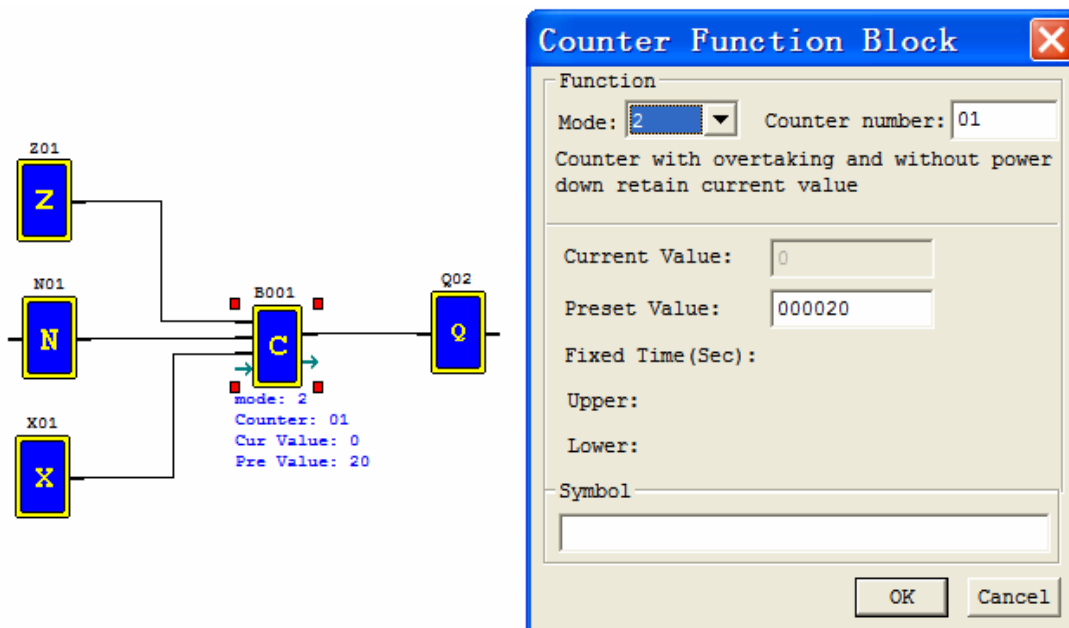 Z01
Z
N01
N
X01
X
B001
C
mode: 2
Counter: 01
Cur Value: 0
Pre Value: 20
Q02
Q
Counter Function Block
Function
Mode: 2 Counter number: 01
Counter with overtaking and without power
down retain current value
Current Value: 0
Preset Value: 000020
Fixed Time(Sec):
Upper:
Lower:
Symbol
OK Cancel